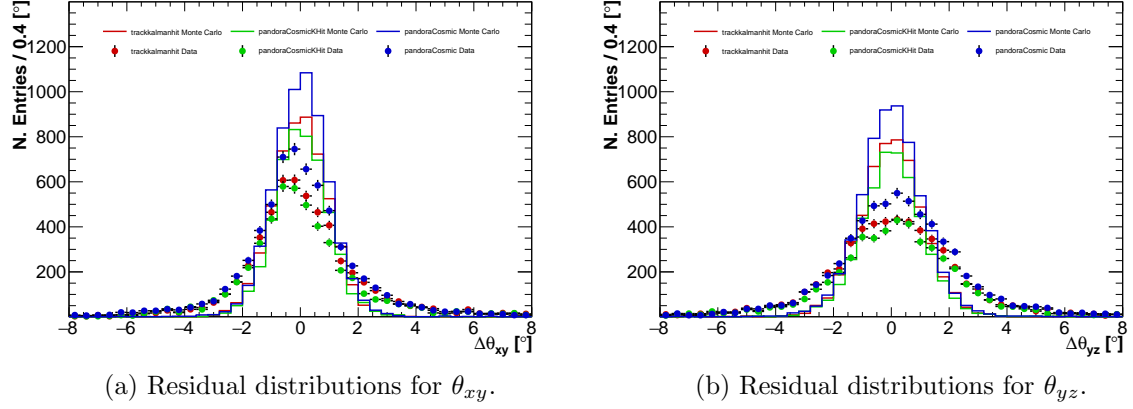 N. Entries / 0.4 [°]
1400
1200
1000
800
600
400
200
trackkalmanhit Monte Carlo
pandoraCosmicKHit Monte Carlo
pandoraCosmic Monte Carlo
trackkalmanhit Data
pandoraCosmicKHit Data
pandoraCosmic Data
−8 −6 −4 −2 0 2 4 6 8
Δθxy [°]
(a) Residual distributions for θxy.
N. Entries / 0.4 [°]
1200
1000
800
600
400
200
trackkalmanhit Monte Carlo
pandoraCosmicKHit Monte Carlo
pandoraCosmic Monte Carlo
trackkalmanhit Data
pandoraCosmicKHit Data
pandoraCosmic Data
−8 −6 −4 −2 0 2 4 6 8
Δθyz [°]
(b) Residual distributions for θyz.